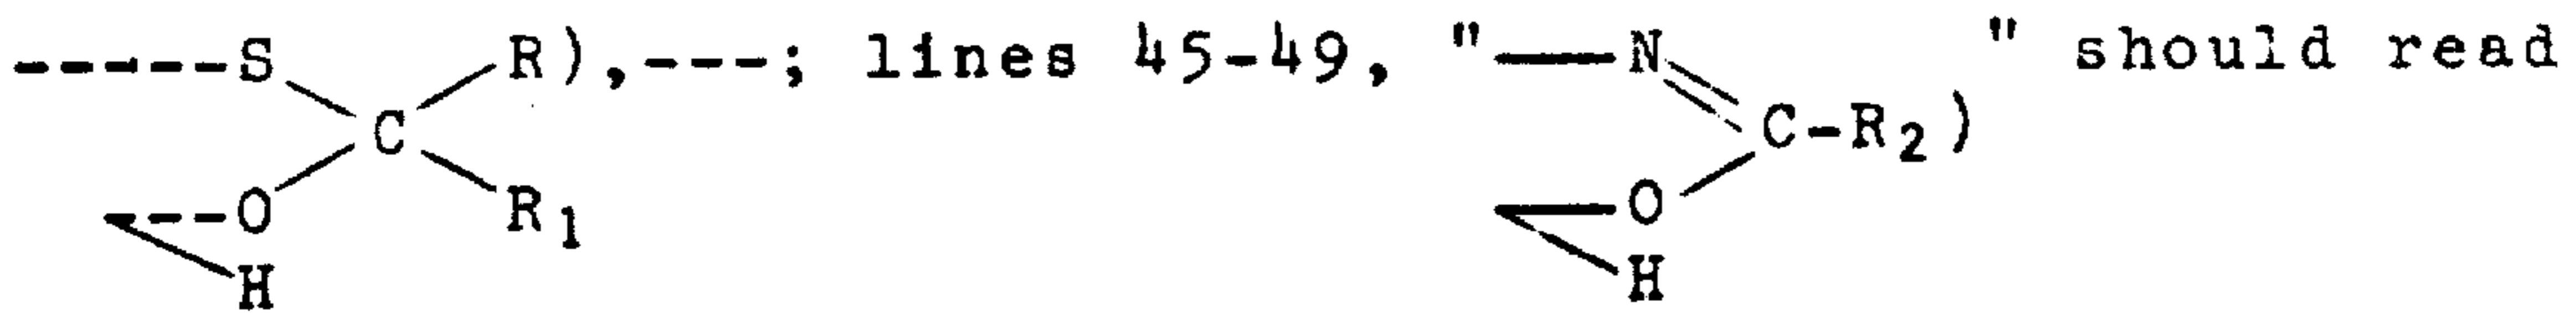 -----S R),---; lines 45-49, "—N " should read
C C-R2)
---O R1 —O
H H